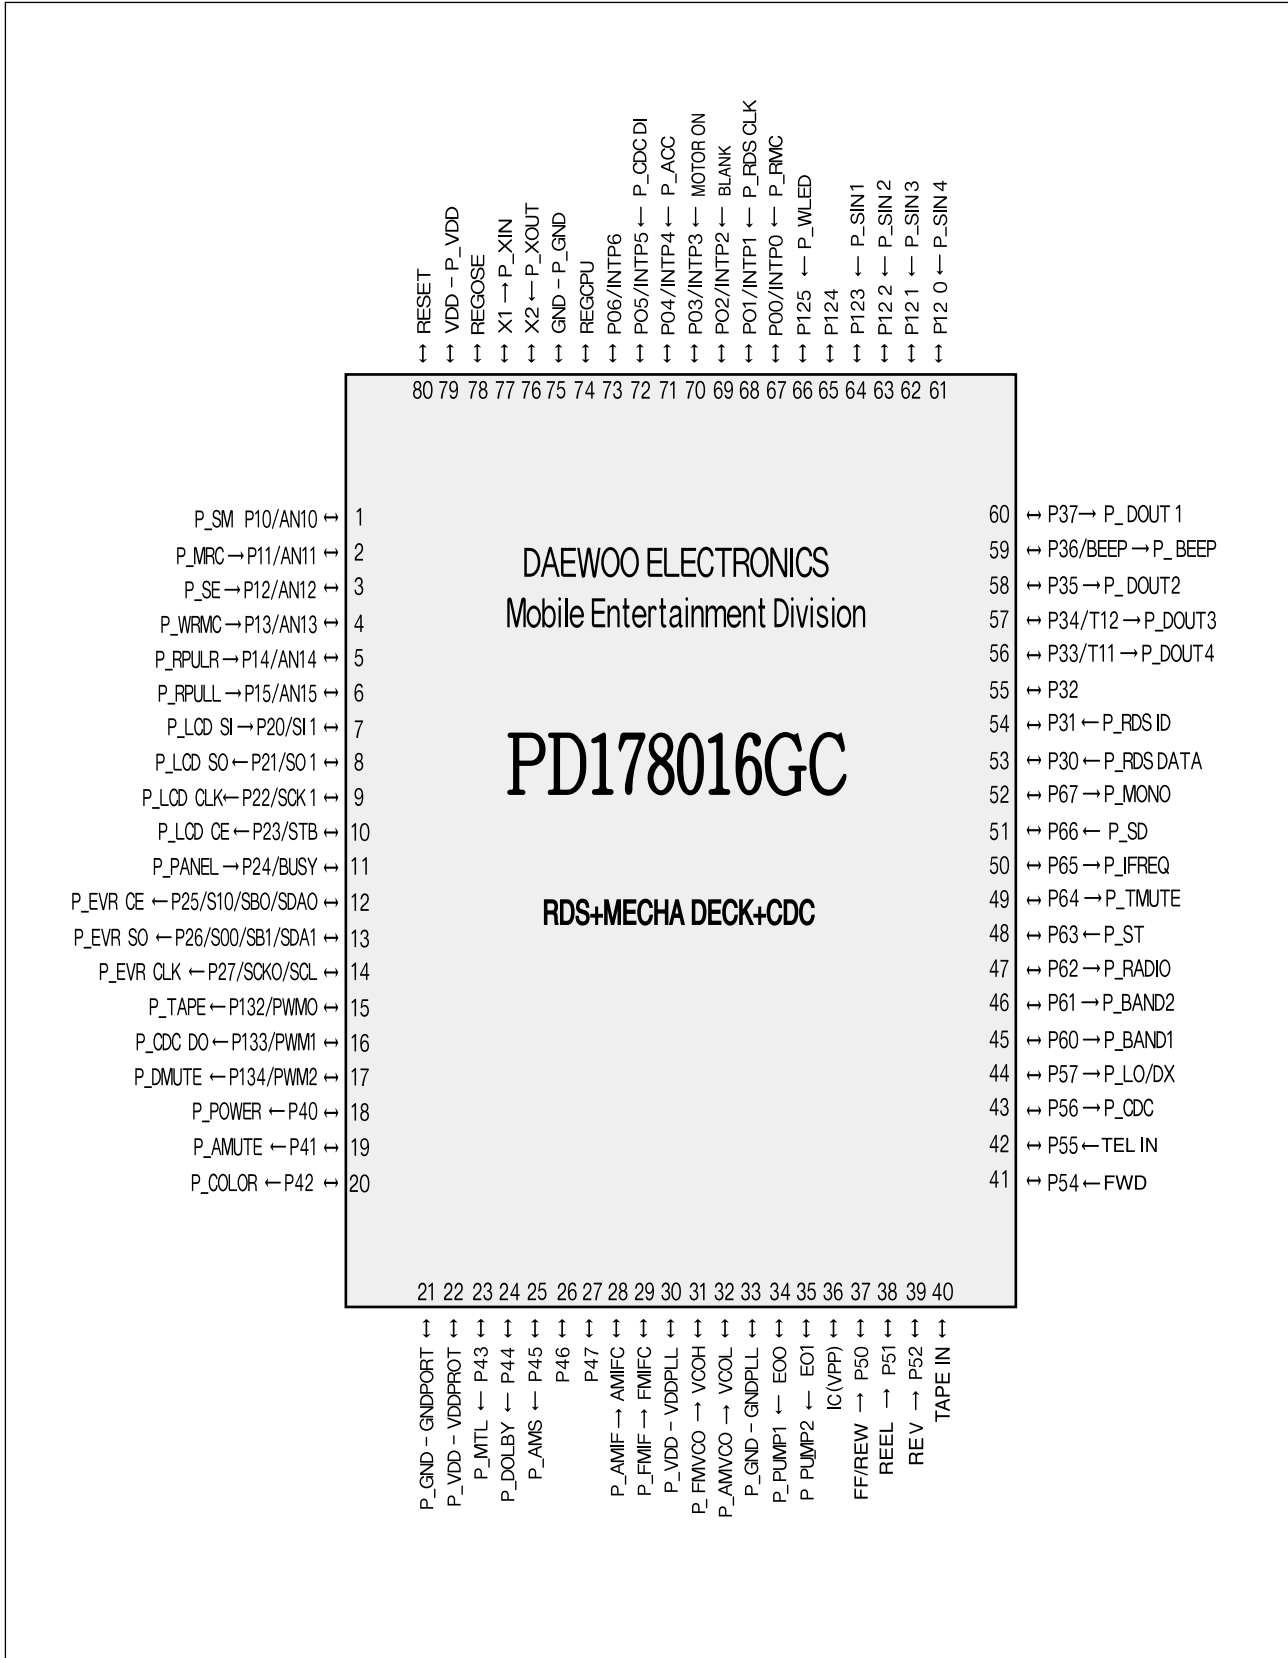 RESET
VDD – P_VDD
REGOSE
X1 → P_XIN
X2 ← P_XOUT
GND – P_GND
REGCPU
P06/INTP6
PO5/INTP5 ← P_CDC DI
PO4/INTP4 ← P_ACC
PO3/INTP3 ← MOTOR ON
PO2/INTP2 ← BLANK
PO1/INTP1 ← P_RDS CLK
P00/INTP0 ← P_RMC
P125 ← P_WLED
P124
P123 ← P_SIN1
P12 2 ← P_SIN 2
P12 1 ← P_SIN 3
P12 0 ← P_SIN 4
80 79 78 77 76 75 74 73 72 71 70 69 68 67 66 65 64 63 62 61
P_SM P10/AN10 ↔ 1
P_MRC → P11/AN11 ↔ 2
P_SE → P12/AN12 ↔ 3
P_WRMC → P13/AN13 ↔ 4
P_RPULR → P14/AN14 ↔ 5
P_RPULL → P15/AN15 ↔ 6
P_LCD SI → P20/SI 1 ↔ 7
P_LCD SO ← P21/SO 1 ↔ 8
P_LCD CLK ← P22/SCK 1 ↔ 9
P_LCD CE ← P23/STB ↔ 10
P_PANEL → P24/BUSY ↔ 11
P_EVR CE ← P25/S10/SBO/SDAO ↔ 12
P_EVR SO ← P26/S00/SB1/SDA1 ↔ 13
P_EVR CLK ← P27/SCKO/SCL ↔ 14
P_TAPE ← P132/PWMO ↔ 15
P_CDC DO ← P133/PWM1 ↔ 16
P_DMUTE ← P134/PWM2 ↔ 17
P_POWER ← P40 ↔ 18
P_AMUTE ← P41 ↔ 19
P_COLOR ← P42 ↔ 20
DAEWOO ELECTRONICS
Mobile Entertainment Division
PD178016GC
RDS+MECHA DECK+CDC
60 ↔ P37 → P_ DOUT 1
59 ↔ P36/BEEP → P_ BEEP
58 ↔ P35 → P_ DOUT2
57 ↔ P34/T12 → P_DOUT3
56 ↔ P33/T11 → P_DOUT4
55 ↔ P32
54 ↔ P31 ← P_RDS ID
53 ↔ P30 ← P_RDS DATA
52 ↔ P67 → P_MONO
51 ↔ P66 ← P_SD
50 ↔ P65 → P_IFREQ
49 ↔ P64 → P_TMUTE
48 ↔ P63 ← P_ST
47 ↔ P62 → P_RADIO
46 ↔ P61 → P_BAND2
45 ↔ P60 → P_BAND1
44 ↔ P57 → P_LO/DX
43 ↔ P56 → P_CDC
42 ↔ P55 ← TEL IN
41 ↔ P54 ← FWD
21 22 23 24 25 26 27 28 29 30 31 32 33 34 35 36 37 38 39 40
P_GND – GNDPORT ↔
P_VDD – VDDPROT ↔
P_MTL ← P43 ↔
P_DOLBY ← P44 ↔
P_AMS ← P45 ↔
P46 ↔
P47 ↔
P_AMIF → AMIFC ↔
P_FMIF → FMIFC ↔
P_VDD – VDDPLL ↔
P_FMVCO → VCOH ↔
P_AMVCO → VCOL ↔
P_GND – GNDPLL ↔
P_PUMP1 ← EOO ↔
P PUMP2 ← EO1 ↔
IC(VPP) ↔
FF/REW → P50 ↔
REEL → P51 ↔
REV → P52 ↔
TAPE IN ↔